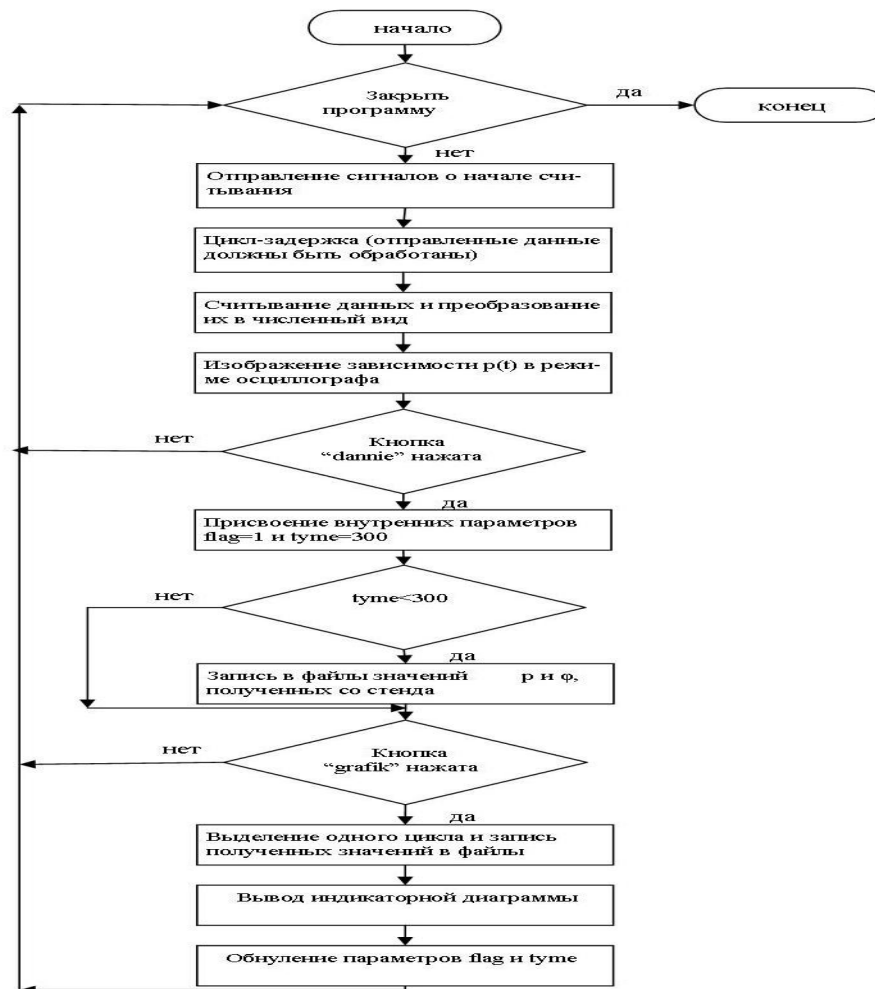 начало
Закрыть
программу
да
конец
нет
Отправление сигналов о начале счи-
тывания
Цикл-задержка (отправленные данные
должны быть обработаны)
Считывание данных и преобразование
их в численный вид
Изображение зависимости p(t) в режи-
ме осциллографа
нет
Кнопка
“dannie” нажата
да
Присвоение внутренних параметров
flag=1 и tyme=300
нет
tyme<300
да
Запись в файлы значений p и φ,
полученных со стенда
нет
Кнопка
“grafik” нажата
да
Выделение одного цикла и запись
полученных значений в файлы
Вывод индикаторной диаграммы
Обнуление параметров flag и tyme